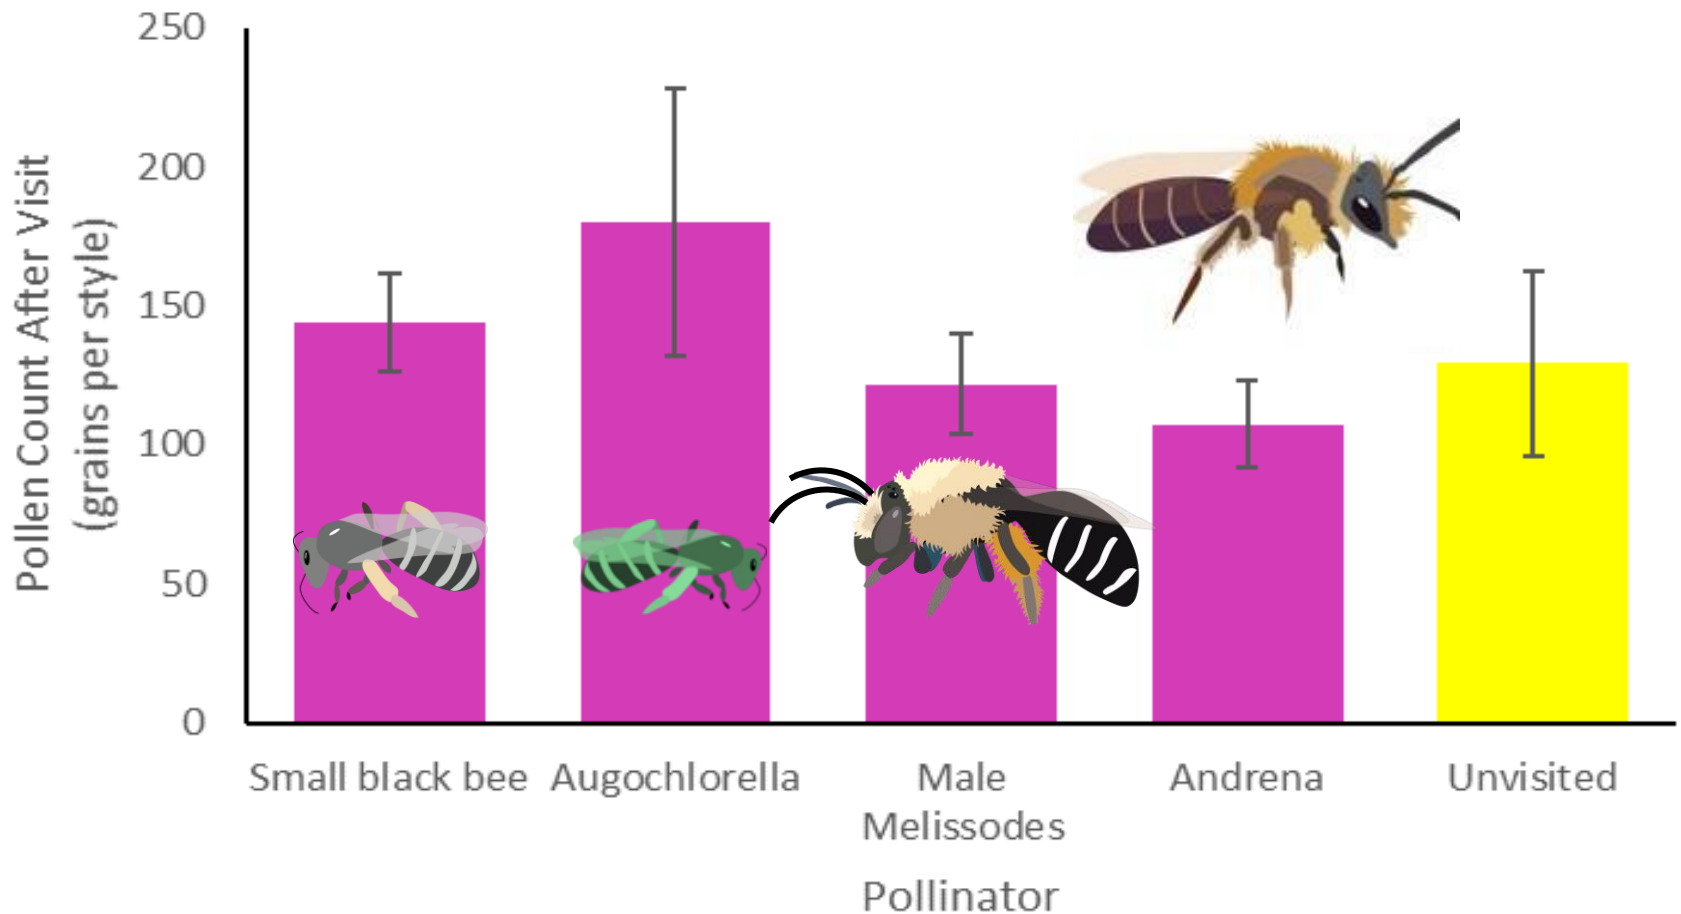 250
200
150
100
50
0
Pollen Count After Visit
(grains per style)
Small black bee
Augochlorella
Male
Melissodes
Andrena
Unvisited
Pollinator